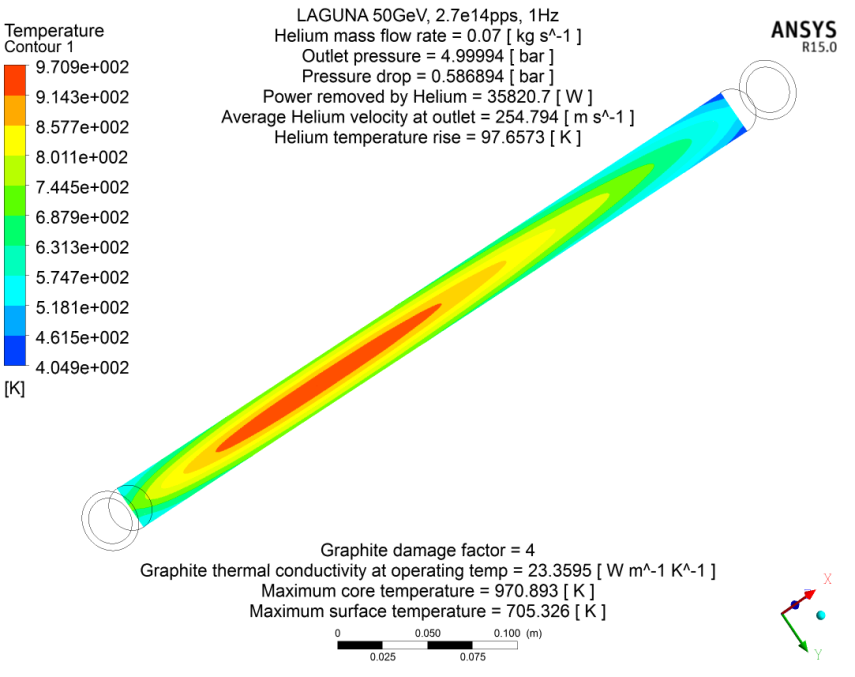 LAGUNA 50GeV, 2.7e14pps, 1Hz
Helium mass flow rate = 0.07 [ kg s^-1 ]
Outlet pressure = 4.99994 [ bar ]
Pressure drop = 0.586894 [ bar ]
Power removed by Helium = 35820.7 [ W ]
Average Helium velocity at outlet = 254.794 [ m s^-1 ]
Helium temperature rise = 97.6573 [ K ]
ANSYS
R15.0
Temperature
Contour 1
9.709e+002
9.143e+002
8.577e+002
8.011e+002
7.445e+002
6.879e+002
6.313e+002
5.747e+002
5.181e+002
4.615e+002
4.049e+002
[K]
Graphite damage factor = 4
Graphite thermal conductivity at operating temp = 23.3595 [ W m^-1 K^-1 ]
Maximum core temperature = 970.893 [ K ]
Maximum surface temperature = 705.326 [ K ]
0 0.050 0.100 (m)
0.025 0.075
X
Y